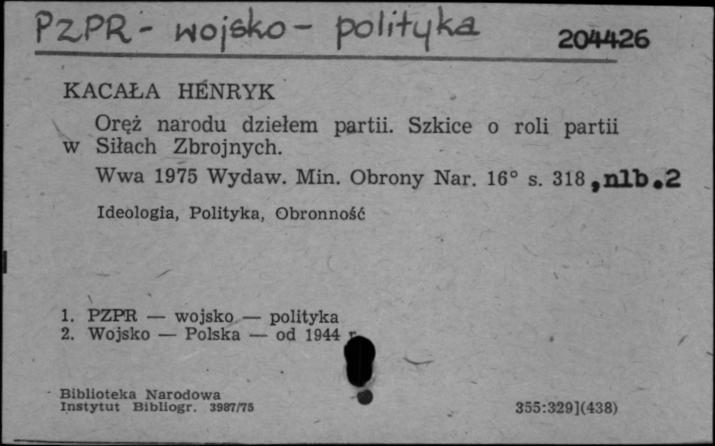 PZPR - wojsko - polityka 204426
KACAŁA HENRYK
Oręż narodu dziełem partii. Szkice o roli partii
w Siłach Zbrojnych.
Wwa 1975 Wydaw. Min. Obrony Nar. 16° s. 318 , nlb . 2
Ideologia, Polityka, Obronność
1. PZPR — wojsko — polityka
2. Wojsko — Polska — od 1944 r.
Biblioteka Narodowa
Instytut Bibliogr. 3987/75 355:329](438)